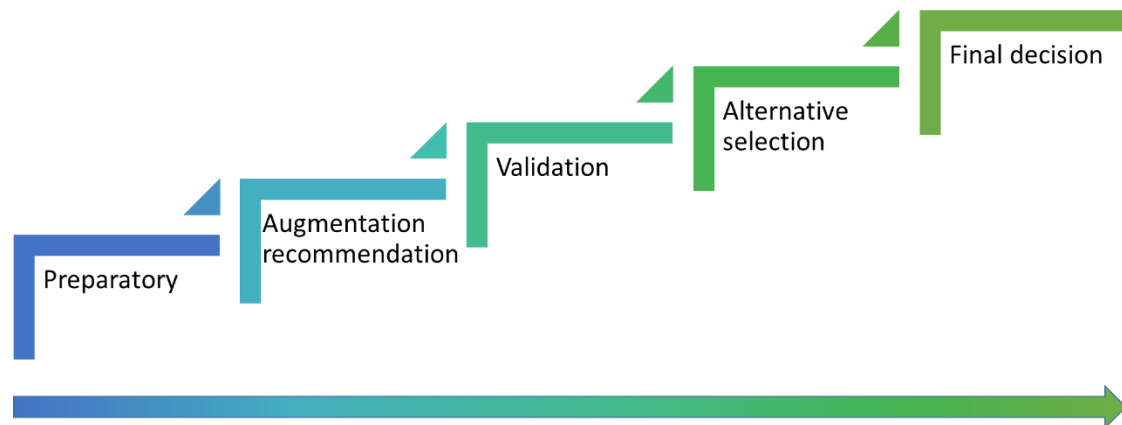 Preparatory
Augmentation
recommendation
Validation
Alternative
selection
Final decision